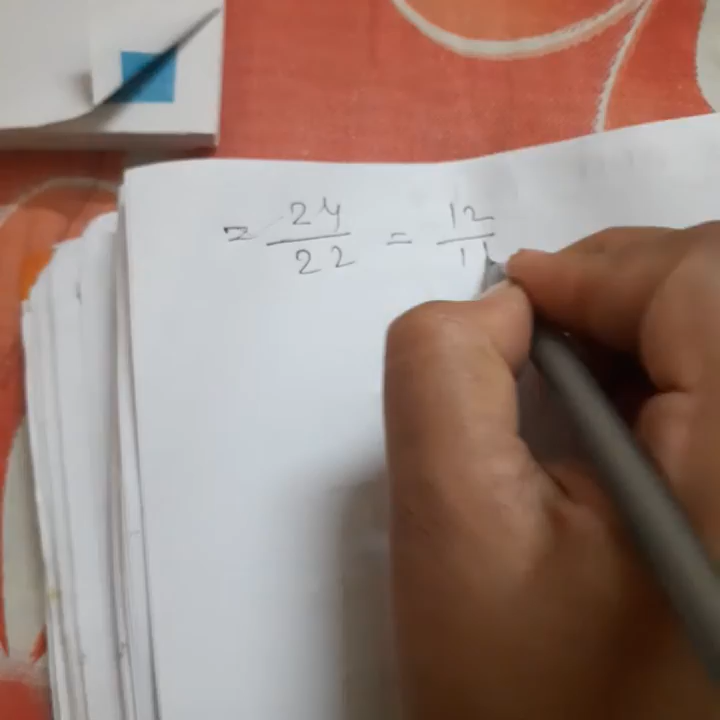 = 24/22 = 12/11